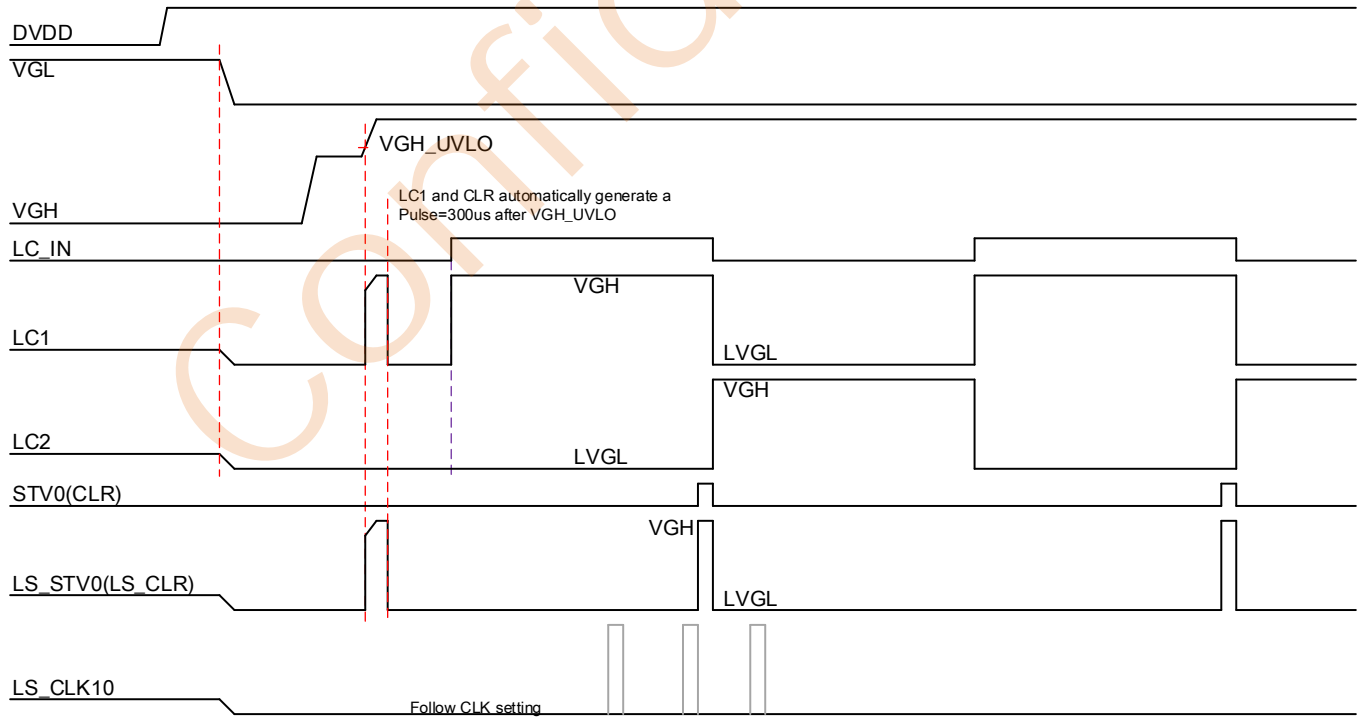 DVDD
VGL
VGH_UVLO
LC1 and CLR automatically generate a
Pulse=300us after VGH_UVLO
VGH
LC_IN
VGH
LC1
LVGL
VGH
LC2
LVGL
STV0(CLR)
VGH
LS_STV0(LS_CLR)
LVGL
LS_CLK10
Follow CLK setting